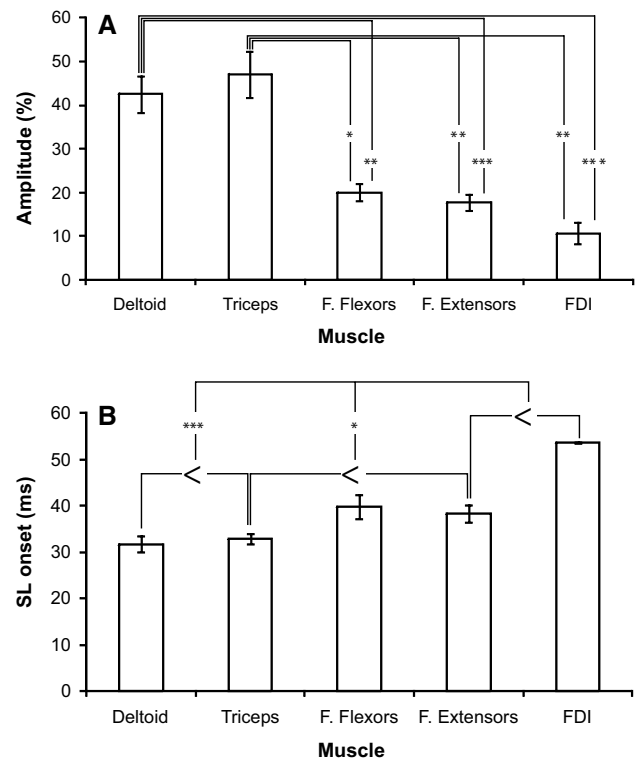 A
Amplitude (%)
60
50
40
30
20
10
0
* ** ** *** ** ***
Deltoid Triceps F. Flexors F. Extensors FDI
Muscle
B
SL onset (ms)
60
50
40
30
20
10
0
<
*** *
< <
Deltoid Triceps F. Flexors F. Extensors FDI
Muscle